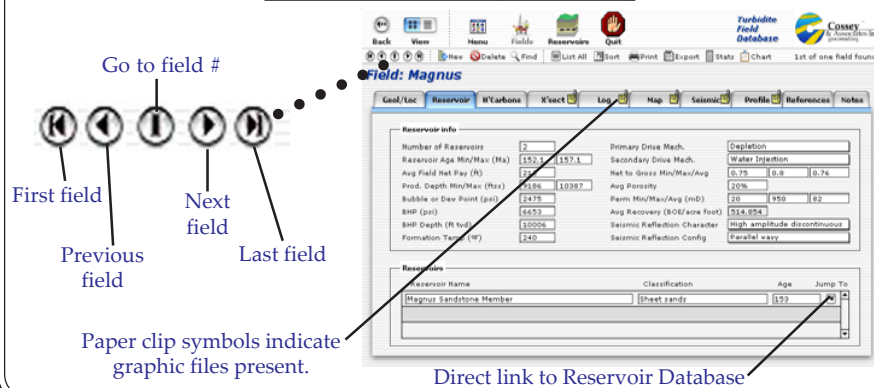 Go to field #
First field
Previous
field
Next
field
Last field
Paper clip symbols indicate
graphic files present.
Direct link to Reservoir Database
Back View Menu Fields Reservoirs Quit
Turbidite
Field
Database
Cossey
& Associates Inc
New Delete Find List All Sort Print Export Stats Chart 1st of one field foun
Field: Magnus
Geol/Loc Reservoir H'Carbons X'sect Log Map Seismic Profile References Notes
Reservoir info
Number of Reservoirs 2 Primary Drive Mech. Depletion
Reservoir Age Min/Max (Ma) 152.1 157.1 Secondary Drive Mech. Water Injection
Avg Field Net Pay (ft) Net to Gross Min/Max/Avg 0.75 0.8 0.76
Prod. Depth Min/Max (ftss) 9186 10387 Avg Porosity 20%
Bubble or Dev Point (psi) 2475 Perm Min/Max/Avg (mD) 20 950 82
BHP (psi) 6653 Avg Recovery (BOE/acre foot) 514.854
BHP Depth (ft tvd) 10006 Seismic Reflection Character High amplitude discontinuous
Formation Temp (ºF) 240 Seismic Reflection Config Parallel wavy
Reservoirs
Reservoir Name Classification Age Jump To
Magnus Sandstone Member Sheet sands 153